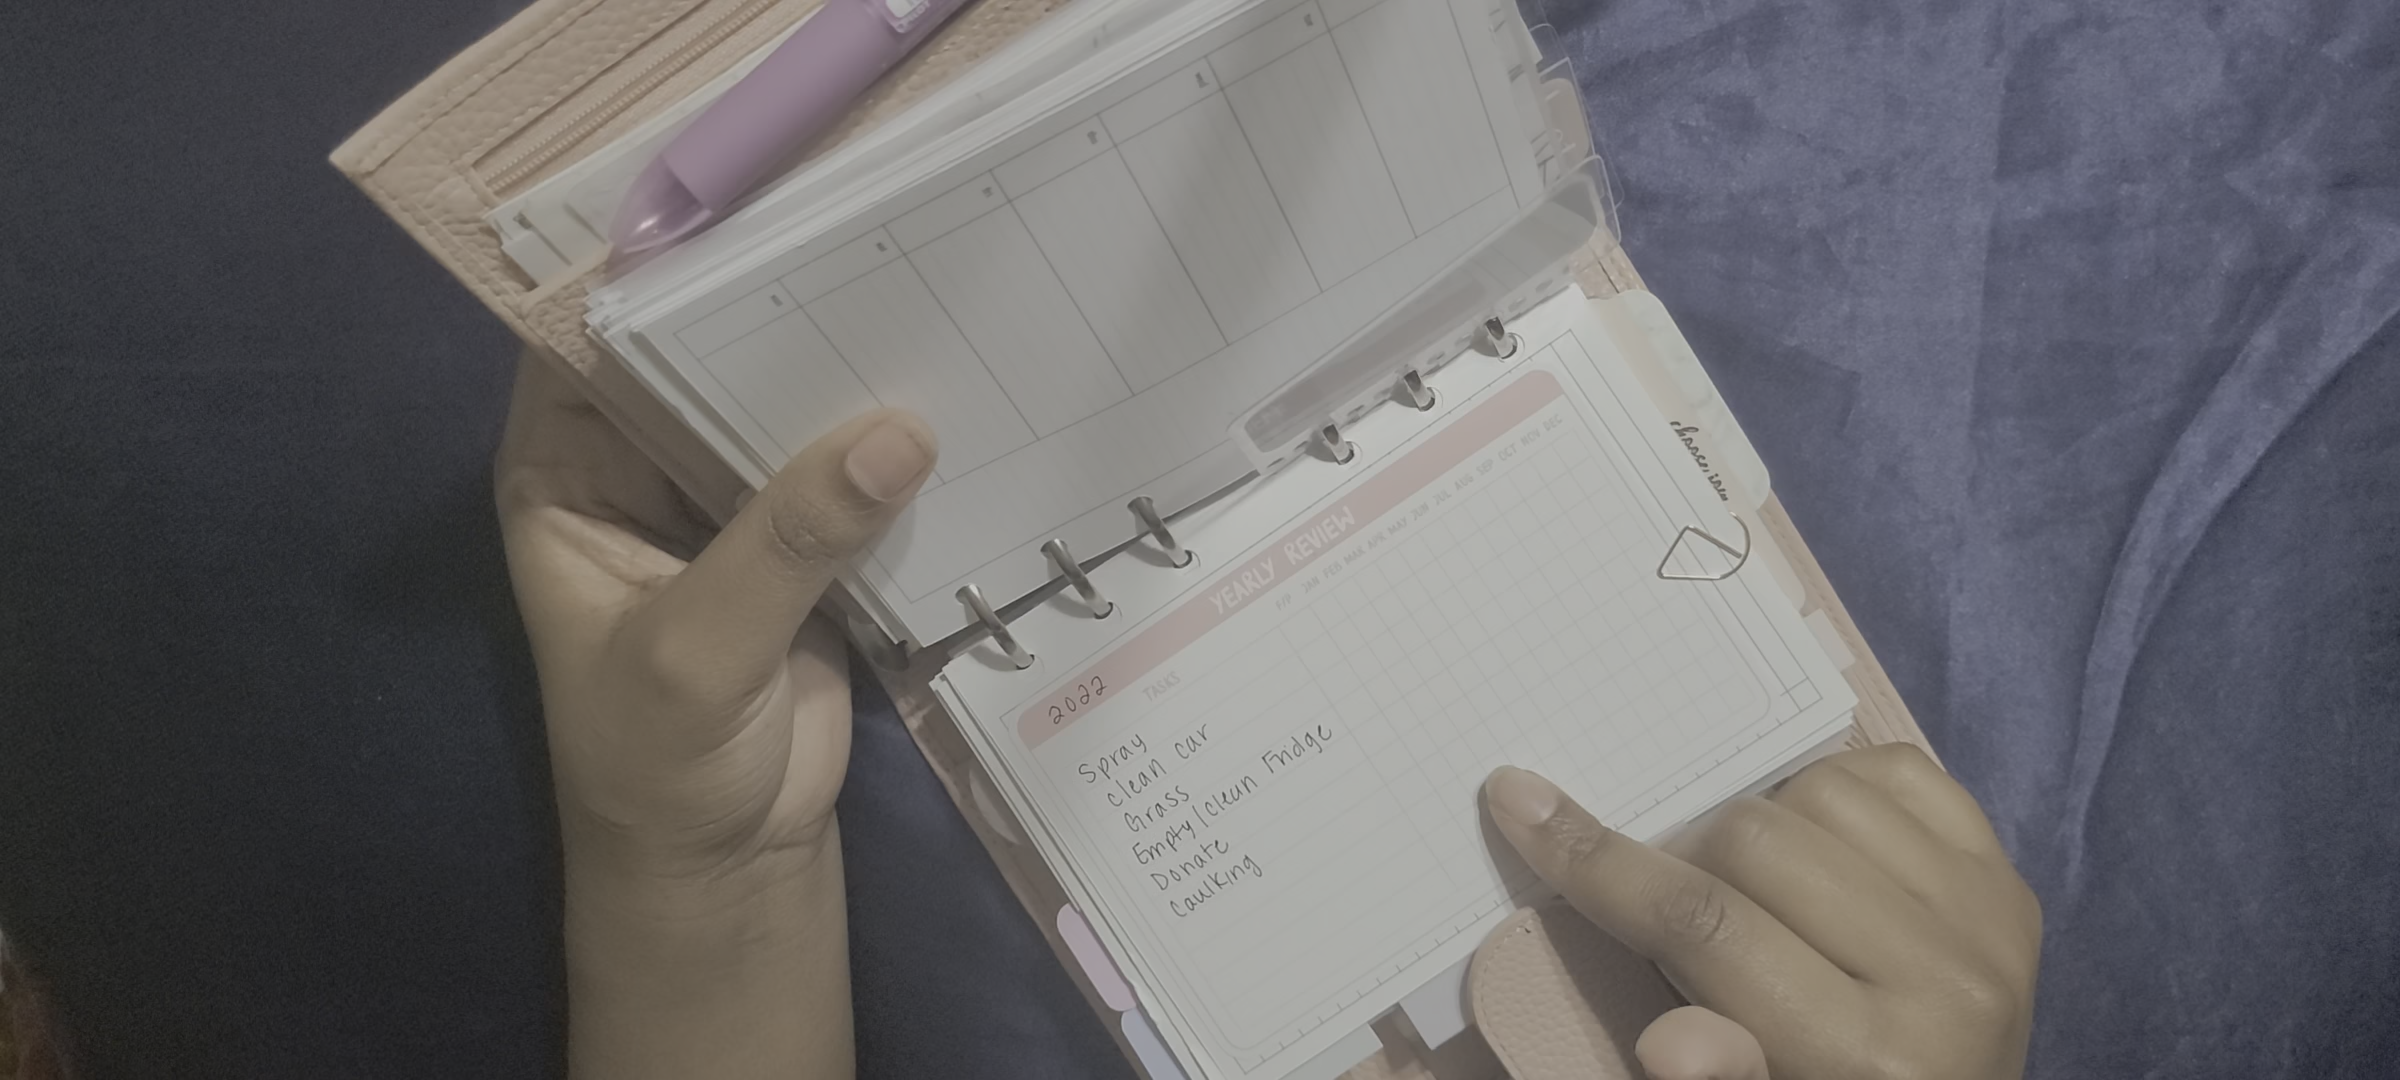 YEARLY REVIEW
2022
TASKS
F/P JAN FEB MAR APR MAY JUN JUL AUG SEP OCT NOV DEC
Spray
clean car
Grass
Empty/clean Fridge
Donate
Caulking